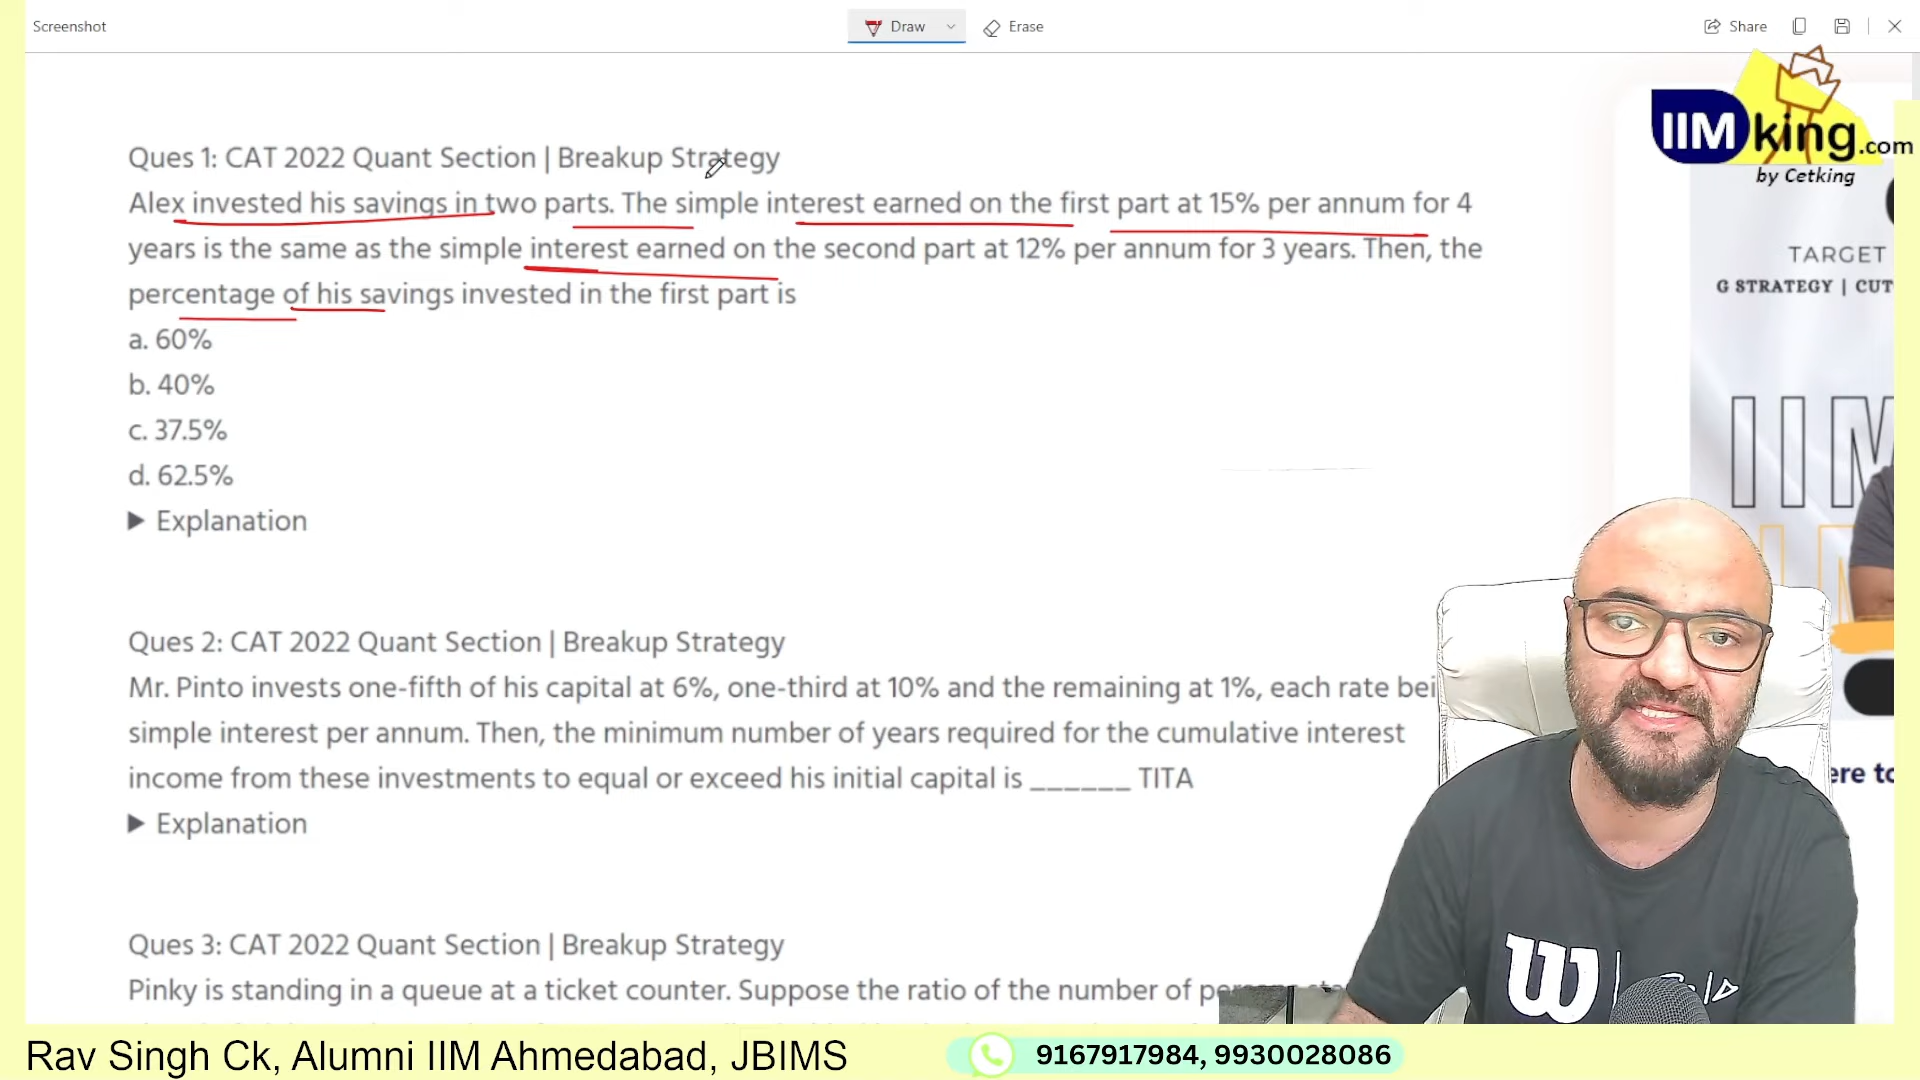 Screenshot
Draw
Erase
Share
IIMking.com
by Cetking
Ques 1: CAT 2022 Quant Section | Breakup Strategy
Alex invested his savings in two parts. The simple interest earned on the first part at 15% per annum for 4
years is the same as the simple interest earned on the second part at 12% per annum for 3 years. Then, the
percentage of his savings invested in the first part is
a. 60%
b. 40%
c. 37.5%
d. 62.5%
Explanation
TARGET
G STRATEGY | CUT
IIM
Ques 2: CAT 2022 Quant Section | Breakup Strategy
Mr. Pinto invests one-fifth of his capital at 6%, one-third at 10% and the remaining at 1%, each rate bei
simple interest per annum. Then, the minimum number of years required for the cumulative interest
income from these investments to equal or exceed his initial capital is ______ TITA
Explanation
ere to
Ques 3: CAT 2022 Quant Section | Breakup Strategy
Pinky is standing in a queue at a ticket counter. Suppose the ratio of the number of
W
Rav Singh Ck, Alumni IIM Ahmedabad, JBIMS
9167917984, 9930028086